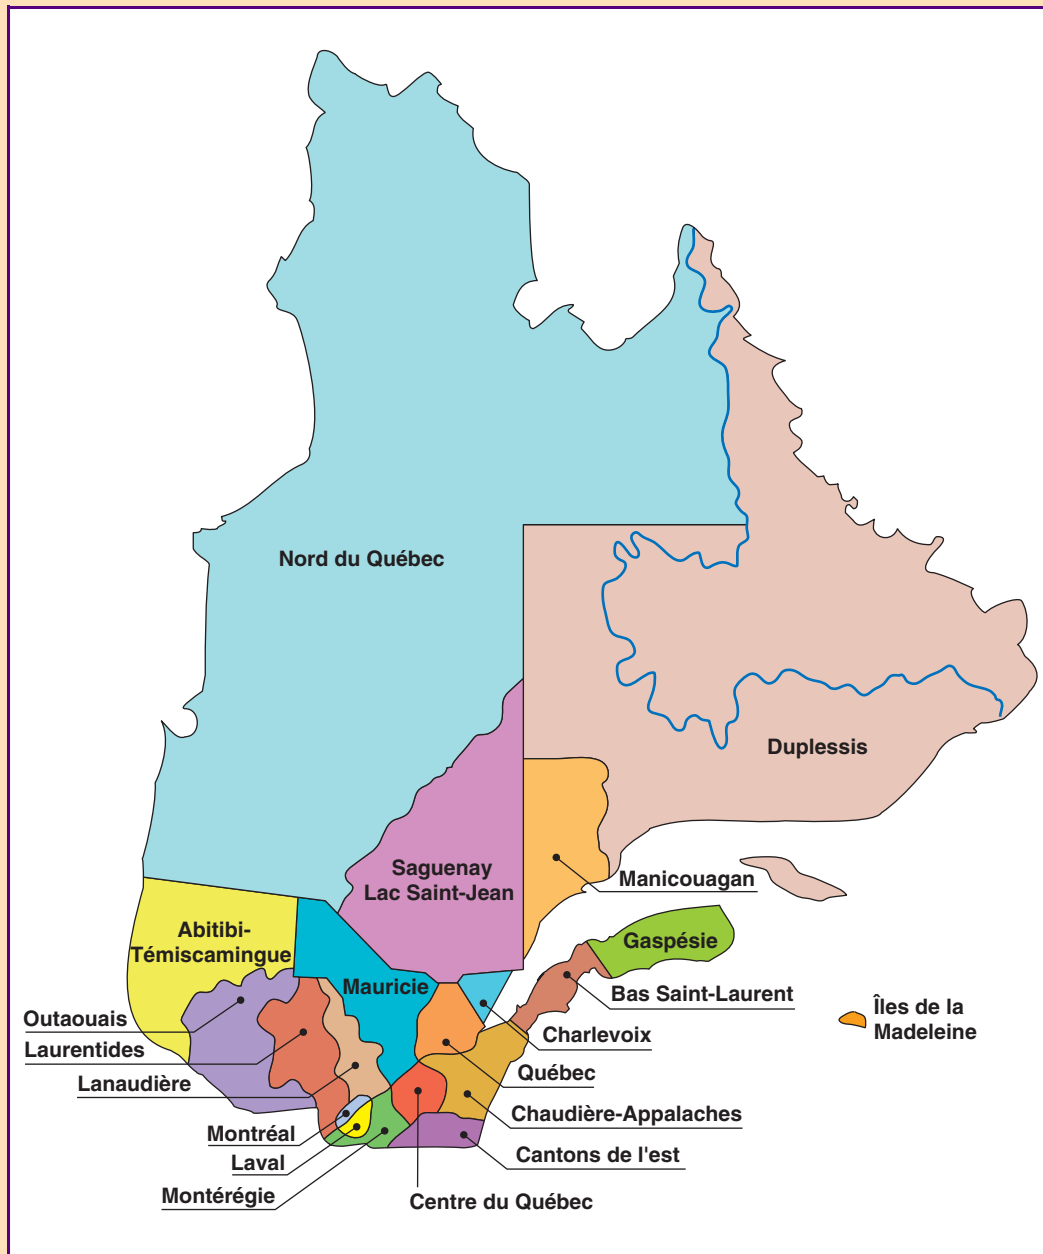 Nord du Québec
Duplessis
Saguenay
Lac Saint-Jean
Manicouagan
Abitibi-
Témiscamingue
Gaspésie
Mauricie
Bas Saint-Laurent
Îles de la
Madeleine
Outaouais
Charlevoix
Laurentides
Québec
Lanaudière
Chaudière-Appalaches
Montréal
Cantons de l'est
Laval
Montérégie
Centre du Québec